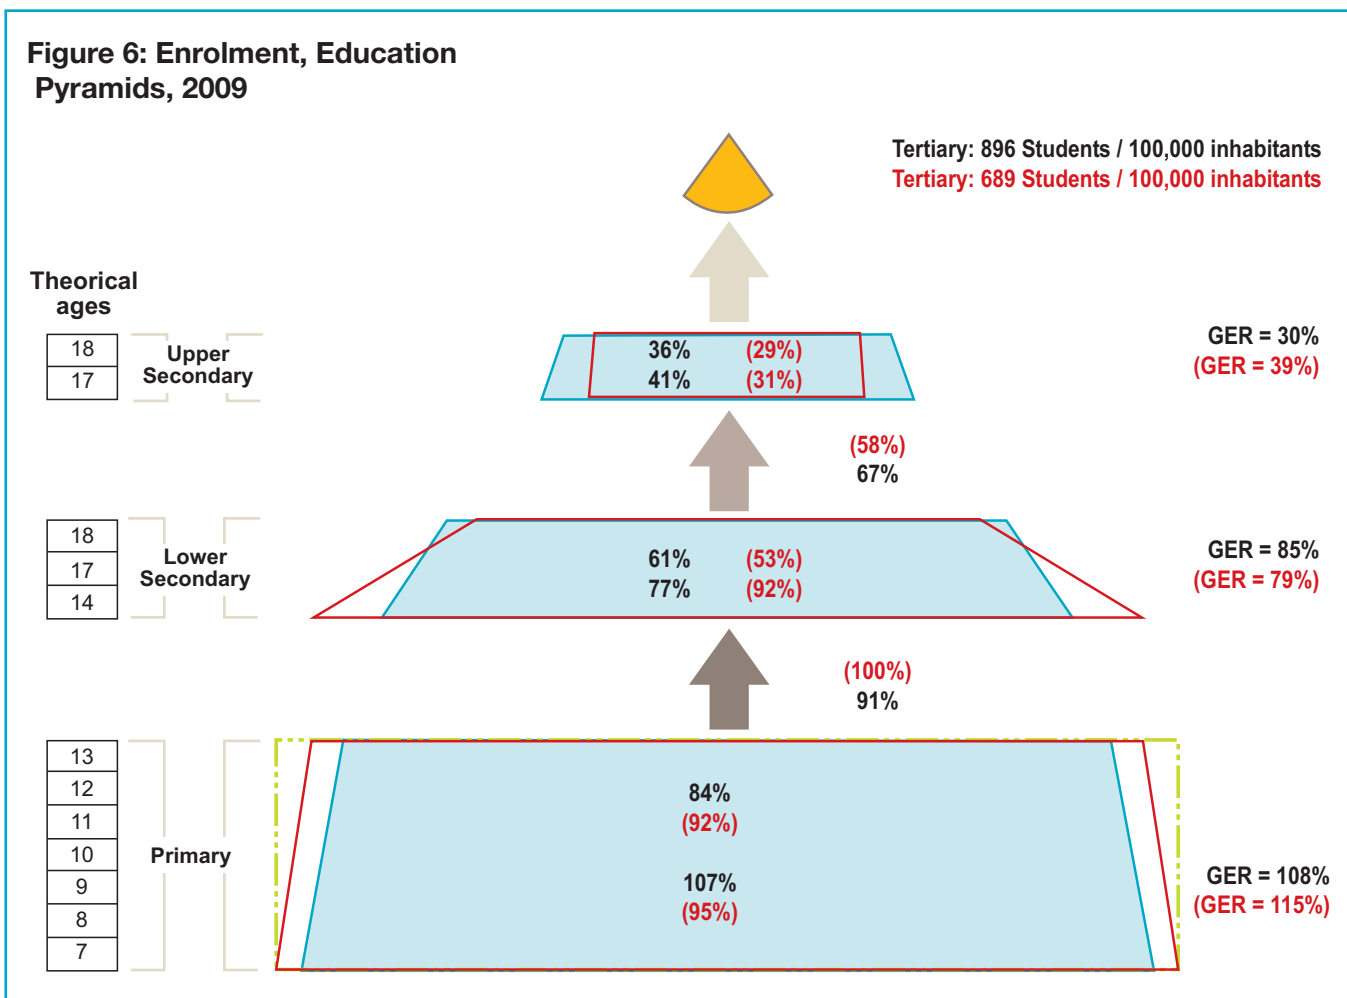 Figure 6: Enrolment, Education
Pyramids, 2009
Tertiary: 896 Students / 100,000 inhabitants
Tertiary: 689 Students / 100,000 inhabitants
Theorical
ages
18
17
Upper
Secondary
36% (29%)
41% (31%)
GER = 30%
(GER = 39%)
(58%)
67%
18
17
14
Lower
Secondary
61% (53%)
77% (92%)
GER = 85%
(GER = 79%)
(100%)
91%
13
12
11
10
9
8
7
Primary
84%
(92%)
107%
(95%)
GER = 108%
(GER = 115%)